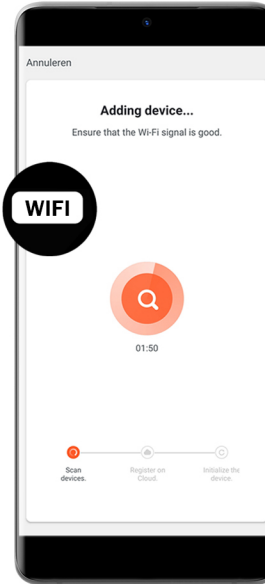 Annuleren
Adding device...
Ensure that the Wi-Fi signal is good.
WIFI
01:50
Scan
devices.
Register on
Cloud.
Initialize the
device.